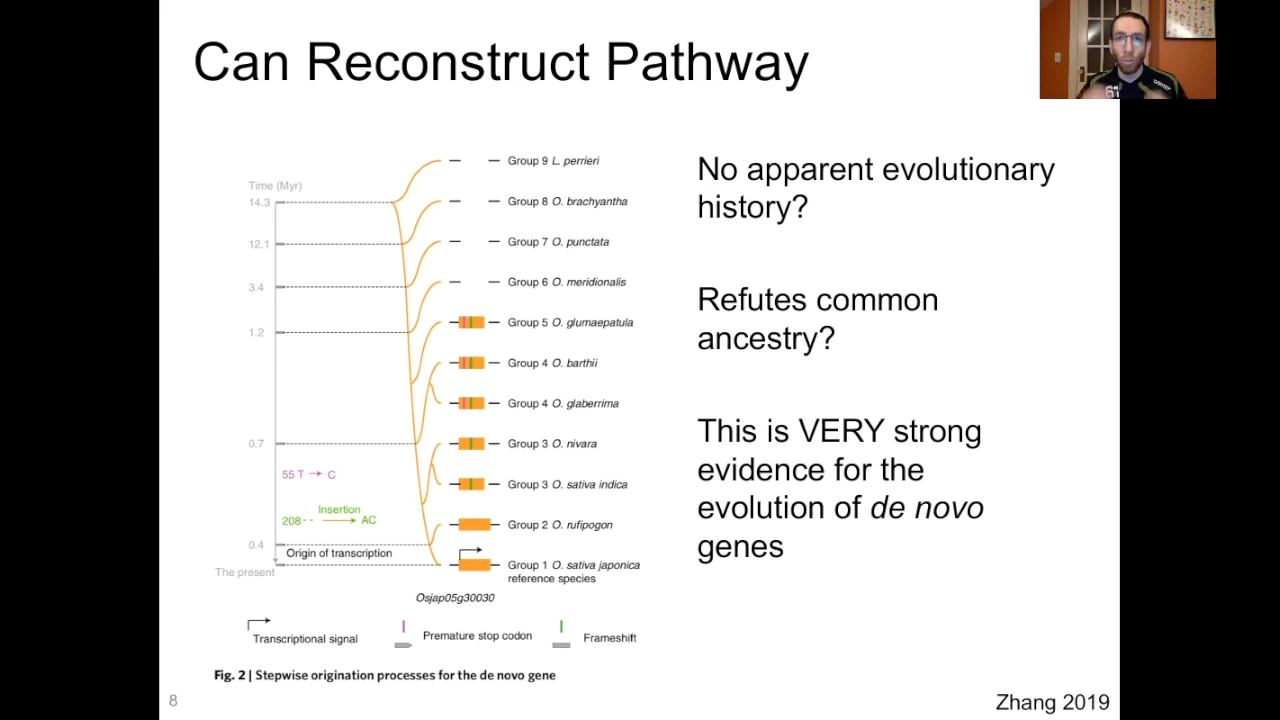 Can Reconstruct Pathway
Time (Myr)
14.3
12.1
3.4
1.2
0.7
55 T → C
Insertion
208-- → AC
0.4
Origin of transcription
The present
Group 9 L. perrieri
Group 8 O. brachyantha
Group 7 O. punctata
Group 6 O. meridionalis
Group 5 O. glumaepatula
Group 4 O. barthii
Group 4 O. glaberrima
Group 3 O. nivara
Group 3 O. sativa indica
Group 2 O. rufipogon
Group 1 O. sativa japonica
reference species
Osjap05g30030
Transcriptional signal
Premature stop codon
Frameshift
Fig. 2 | Stepwise origination processes for the de novo gene
No apparent evolutionary
history?
Refutes common
ancestry?
This is VERY strong
evidence for the
evolution of de novo
genes
8
Zhang 2019